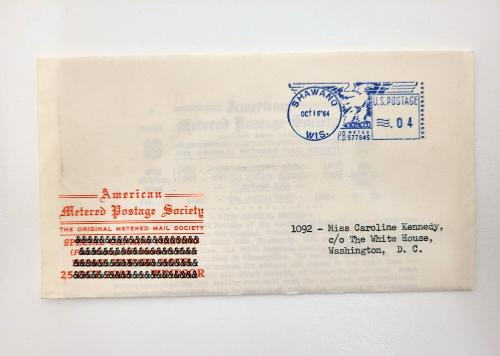 SHAWANO
OCT 16 '64
WIS.
U.S. POSTAGE
.04
PB METER
American
Metered Postage Society
THE ORIGINAL METERED MAIL SOCIETY
1092 - Miss Caroline Kennedy,
c/o The White House,
Washington, D. C.